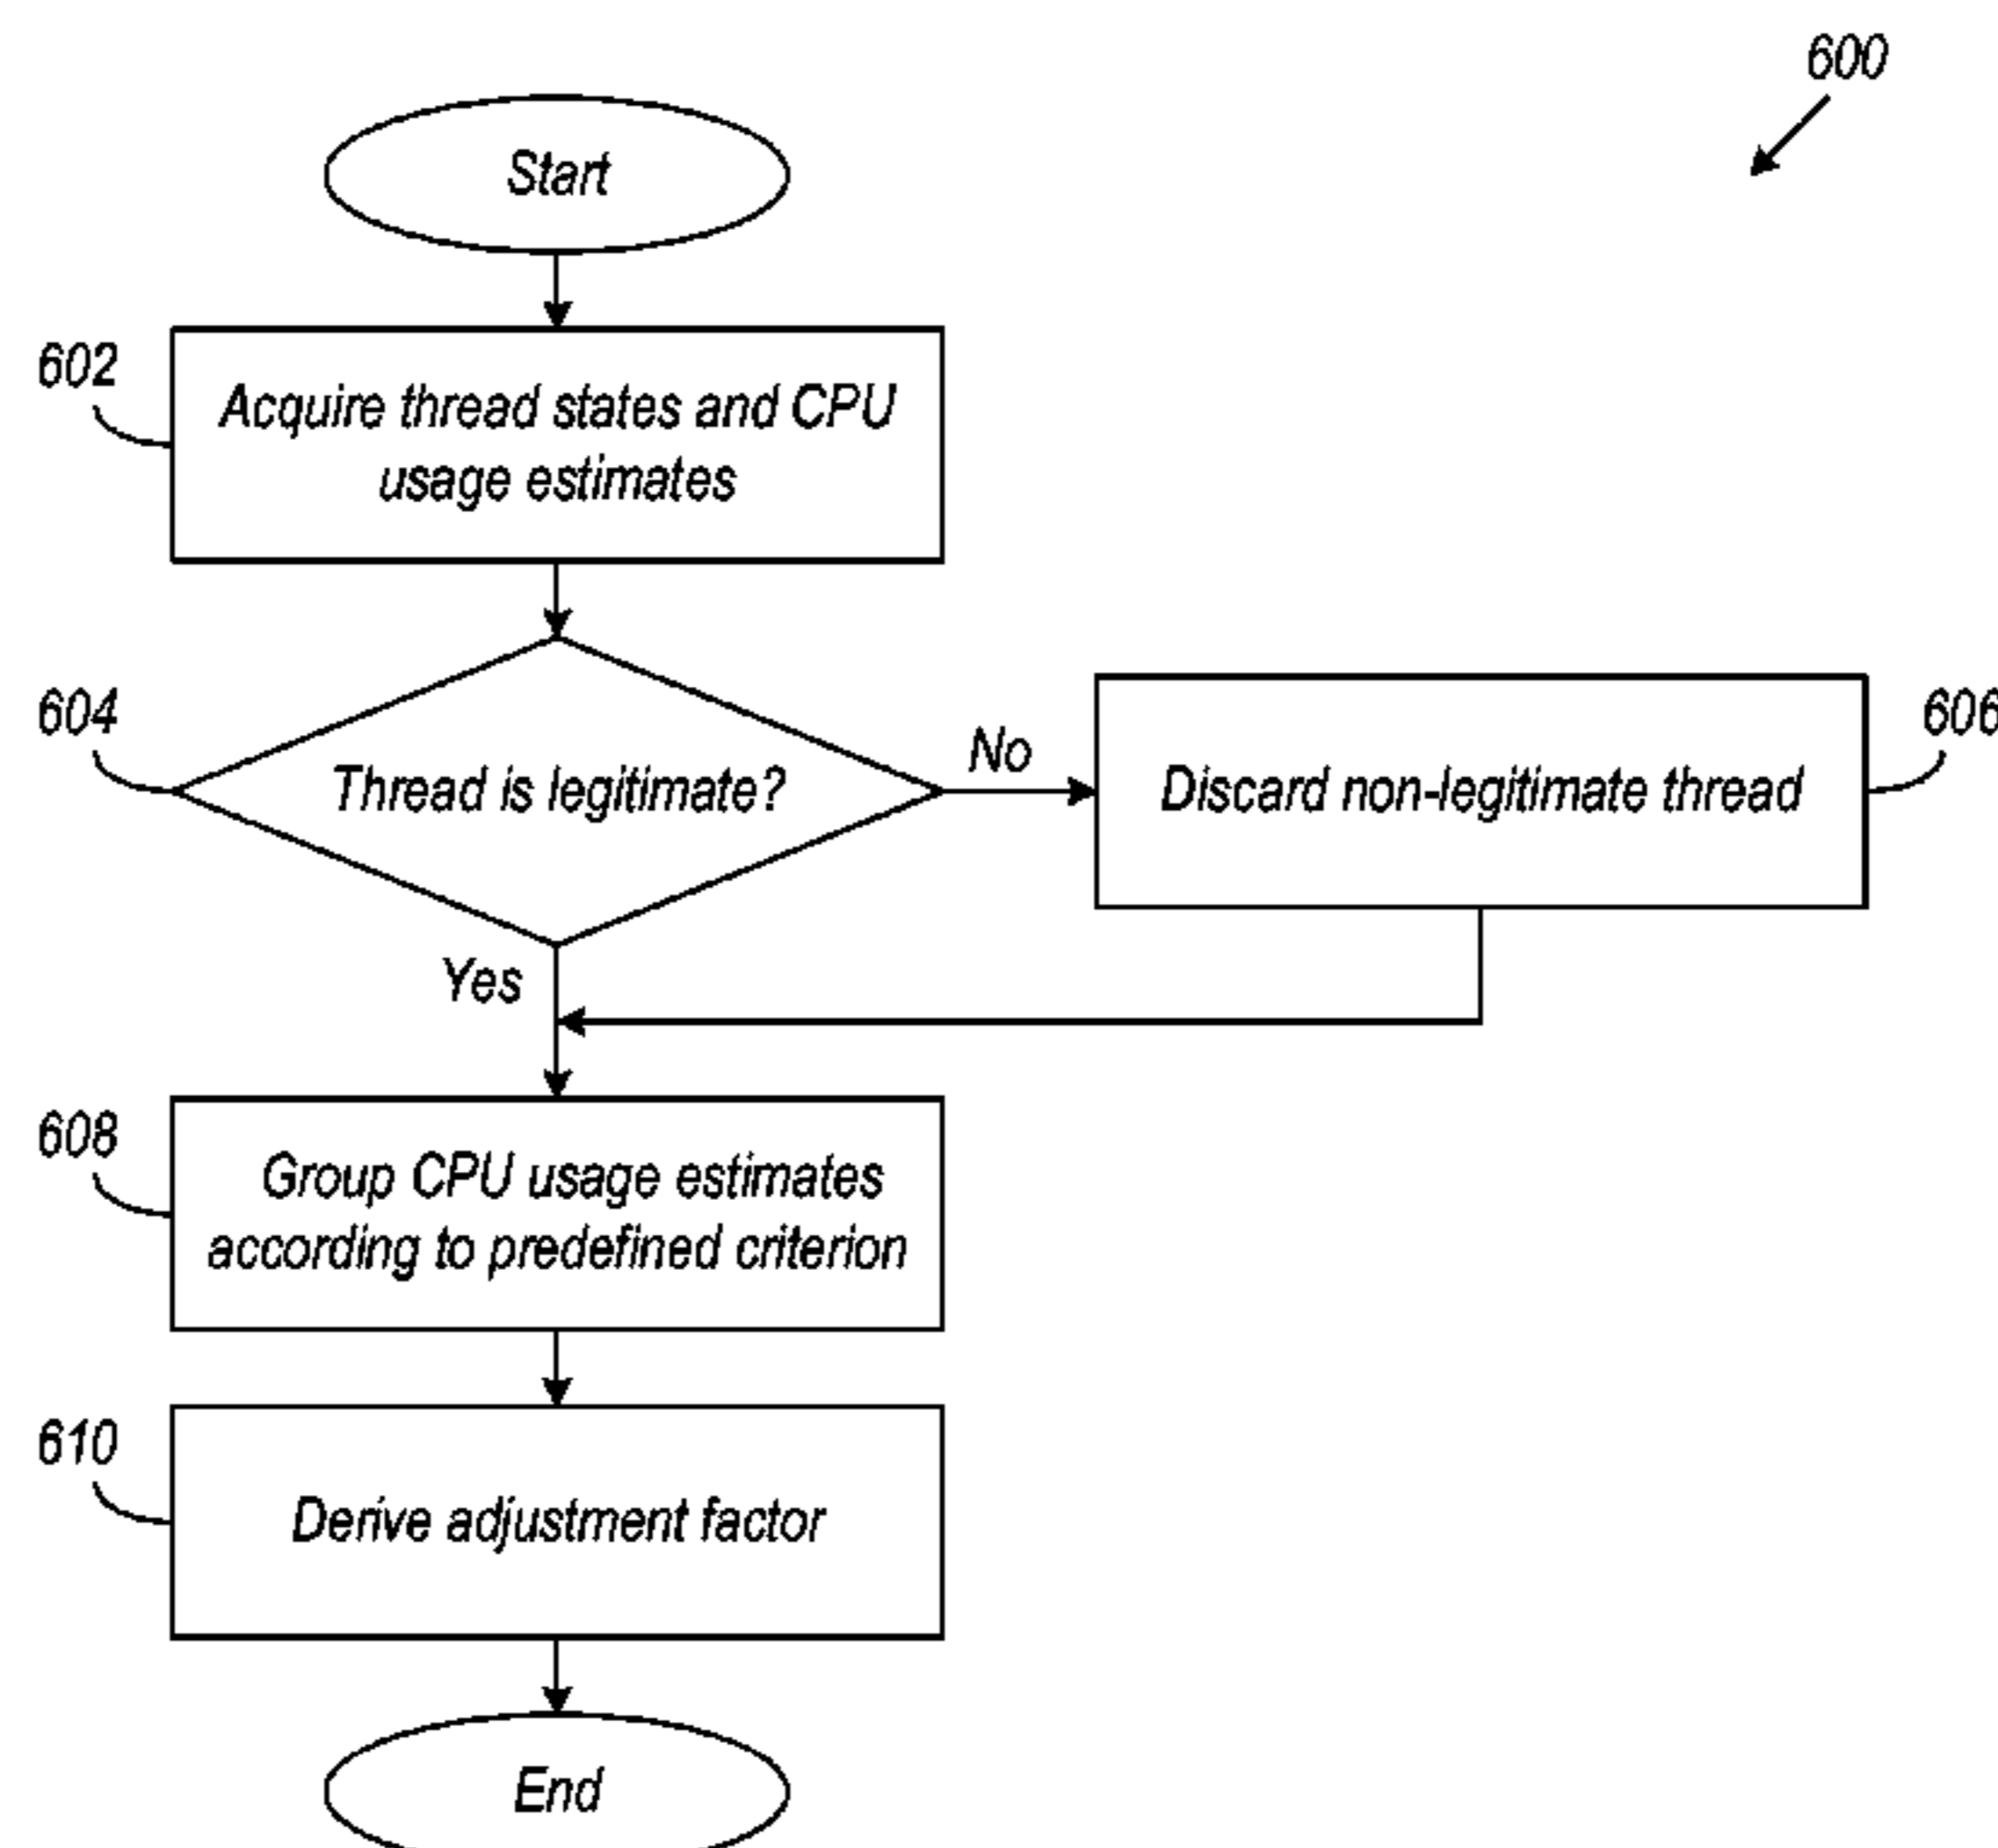 600
Start
602
Acquire thread states and CPU
usage estimates
604
Thread is legitimate?
No
Discard non-legitimate thread
606
Yes
608
Group CPU usage estimates
according to predefined criterion
610
Derive adjustment factor
End